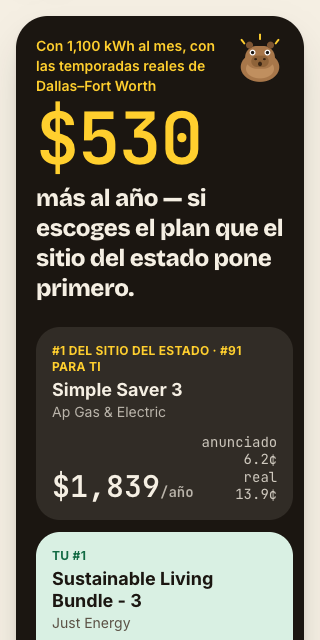 Con 1,100 kWh al mes, con
las temporadas reales de
Dallas–Fort Worth
$530
más al año — si
escoges el plan que el
sitio del estado pone
primero.
#1 DEL SITIO DEL ESTADO · #91
PARA TI
Simple Saver 3
Ap Gas & Electric
$1,839/año
anunciado
6.2¢
real
13.9¢
TU #1
Sustainable Living
Bundle - 3
Just Energy